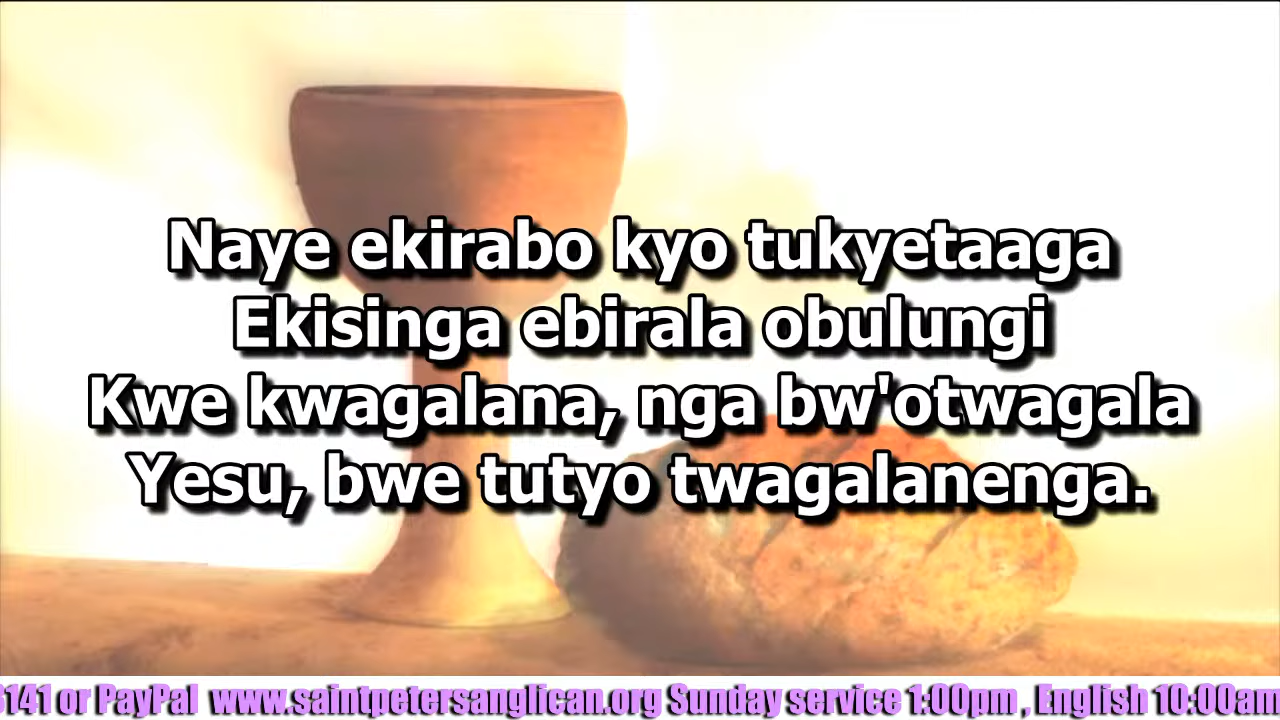 Naye ekirabo kyo tukyetaaga
Ekisinga ebirala obulungi
Kwe kwagalana, nga bw'otwagala
Yesu, bwe tutyo twagalanenga.
141 or PayPal www.saintpetersanglican.org Sunday service 1:00pm , English 10:00am